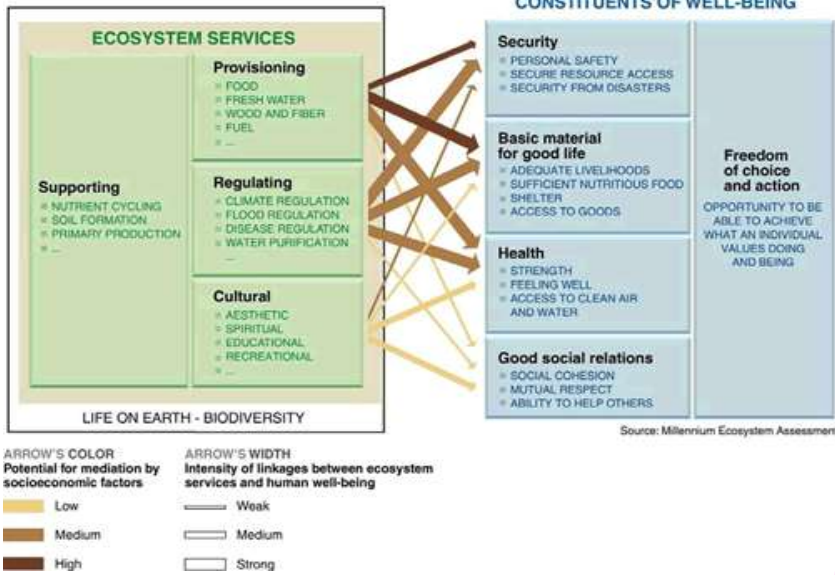 CONSTITUENTS OF WELL-BEING
ECOSYSTEM SERVICES
Supporting
NUTRIENT CYCLING
SOIL FORMATION
PRIMARY PRODUCTION
...
Provisioning
FOOD
FRESH WATER
WOOD AND FIBER
FUEL
...
Regulating
CLIMATE REGULATION
FLOOD REGULATION
DISEASE REGULATION
WATER PURIFICATION
...
Cultural
AESTHETIC
SPIRITUAL
EDUCATIONAL
RECREATIONAL
...
LIFE ON EARTH - BIODIVERSITY
Security
PERSONAL SAFETY
SECURE RESOURCE ACCESS
SECURITY FROM DISASTERS
Basic material
for good life
ADEQUATE LIVELIHOODS
SUFFICIENT NUTRITIOUS FOOD
SHELTER
ACCESS TO GOODS
Health
STRENGTH
FEELING WELL
ACCESS TO CLEAN AIR
AND WATER
Good social relations
SOCIAL COHESION
MUTUAL RESPECT
ABILITY TO HELP OTHERS
Freedom
of choice
and action
OPPORTUNITY TO BE
ABLE TO ACHIEVE
WHAT AN INDIVIDUAL
VALUES DOING
AND BEING
Source: Millennium Ecosystem Assessmen
ARROW'S COLOR
Potential for mediation by
socioeconomic factors
Low
Medium
High
ARROW'S WIDTH
Intensity of linkages between ecosystem
services and human well-being
Weak
Medium
Strong